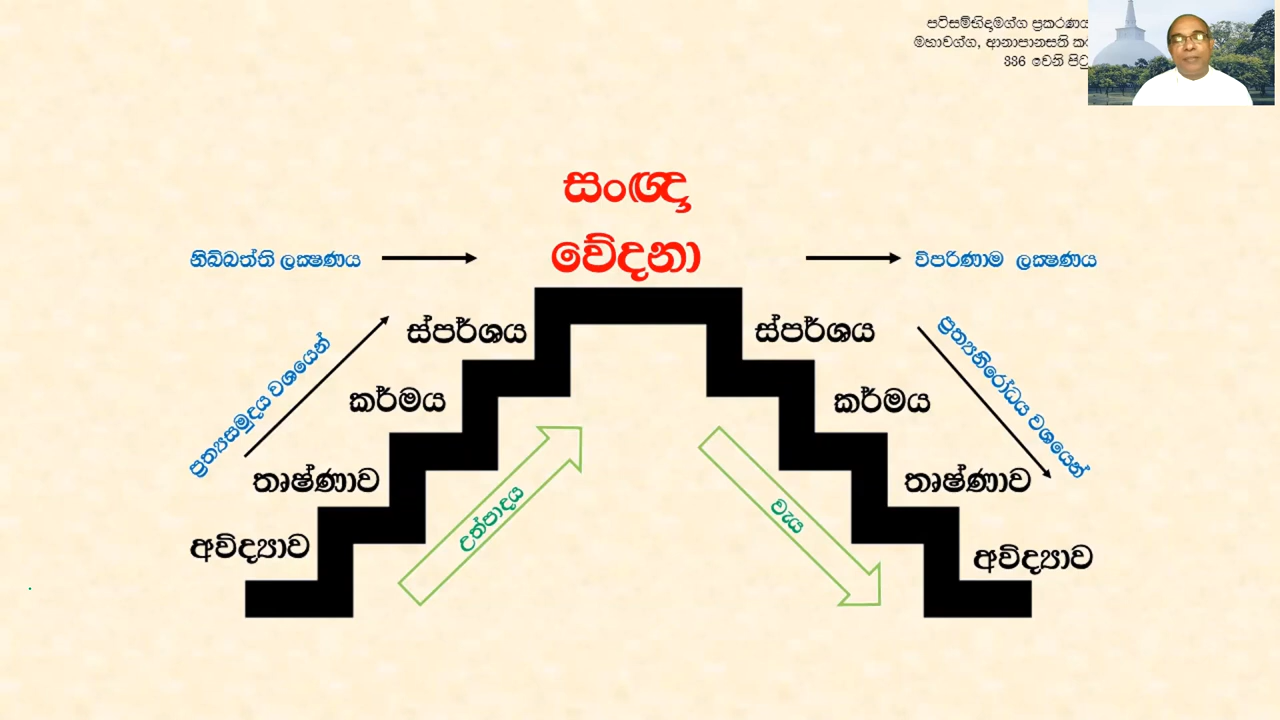 පටිසම්භිදාමග්ග ප්‍රකරණය
මහාවග්ග, ආනාපානසති
336 වෙනි
සංඥා
වේදනා
නිබ්බත්ති ලක්‍ෂණය
විපරිණාම ලක්‍ෂණය
ස්පර්ශය
ස්පර්ශය
ප්‍රත්‍යසමුදය වශයෙන්
ප්‍රත්‍යනිරෝධය වශයෙන්
කර්මය
කර්මය
තෘෂ්ණාව
තෘෂ්ණාව
උත්පාදය
වැය
අවිද්‍යාව
අවිද්‍යාව